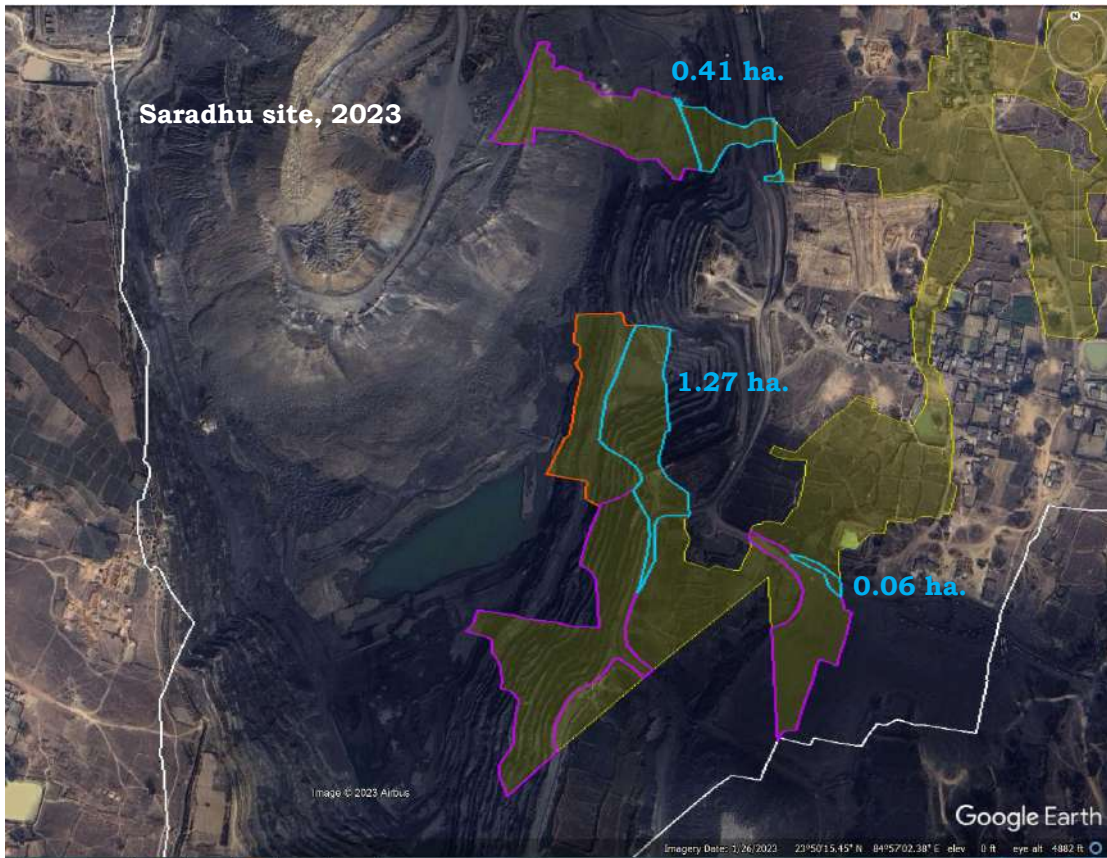 N
0.41 ha.
Saradhu site, 2023
1.27 ha.
0.06 ha.
Image © 2023 Airbus
Google Earth
Imagery Date: 1/26/2023 23°50'15.45" N 84°57'02.38" E elev 0 ft eye alt 4882 ft